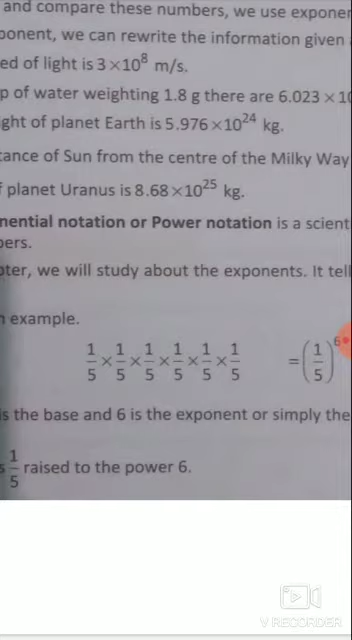 and compare these numbers, we use
ponent, we can rewrite the information given
ed of light is 3×10⁸ m/s.
p of water weighting 1.8 g there are 6.023×10
ght of planet Earth is 5.976×10²⁴ kg.
tance of Sun from the centre of the Milky Way
planet Uranus is 8.68×10²⁵ kg.
nential notation or Power notation is a scient
bers.
pter, we will study about the exponents. It tell
example.
1/5 × 1/5 × 1/5 × 1/5 × 1/5 × 1/5 = (1/5)⁶
is the base and 6 is the exponent or simply the
1/5 raised to the power 6.
V RECORDER